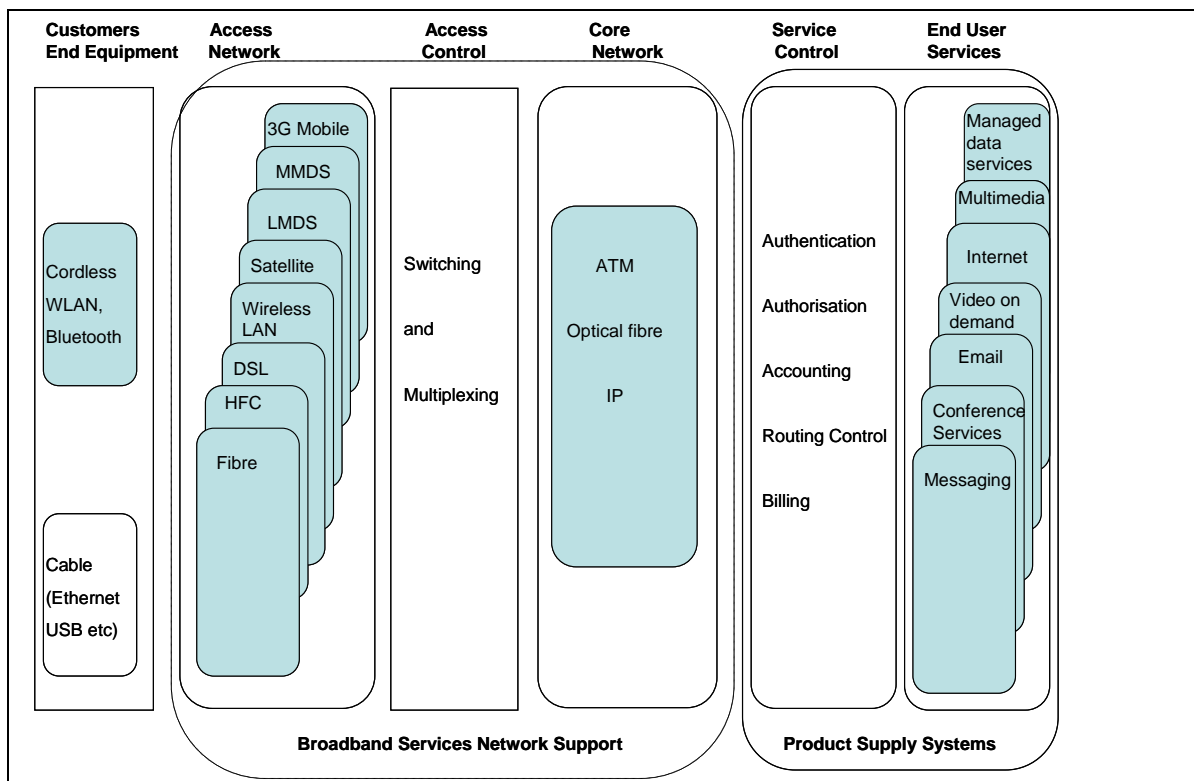 Customers
End Equipment
Access
Network
Access
Control
Core
Network
Service
Control
End User
Services
Cordless
WLAN,
Bluetooth
Cable
(Ethernet
USB etc)
3G Mobile
MMDS
LMDS
Satellite
Wireless
LAN
DSL
HFC
Fibre
Switching
and
Multiplexing
ATM
Optical fibre
IP
Authentication
Authorisation
Accounting
Routing Control
Billing
Managed
data
services
Multimedia
Internet
Video on
demand
Email
Conference
Services
Messaging
Broadband Services Network Support
Product Supply Systems